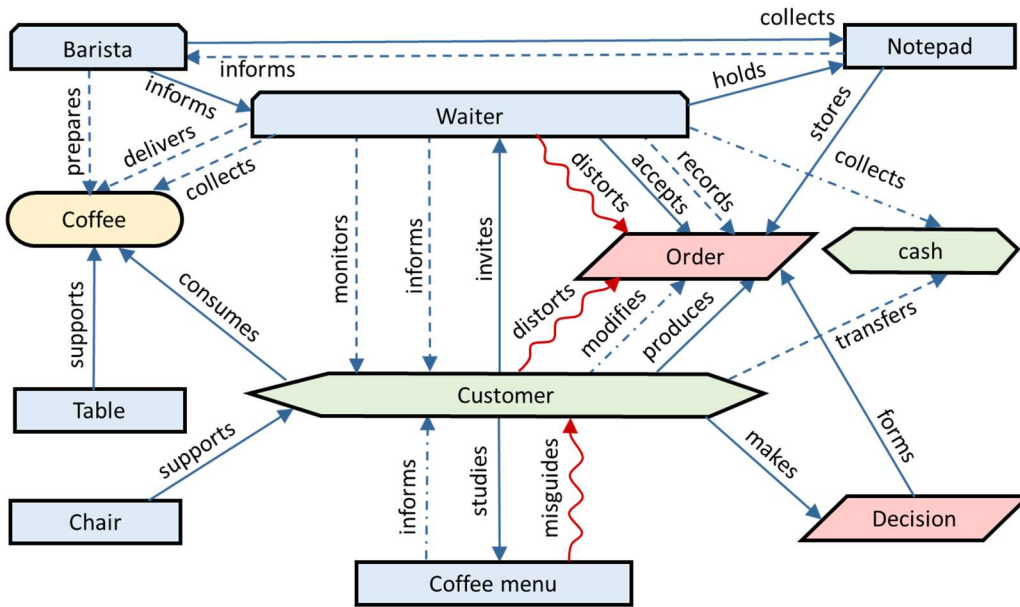 collects
Barista
Notepad
informs
holds
informs
prepares
Waiter
stores
delivers
collects
distorts
accepts
records
collects
Coffee
monitors
informs
invites
Order
cash
consumes
supports
distorts
modifies
produces
transfers
Table
Customer
supports
informs
studies
misguides
makes
forms
Chair
Decision
Coffee menu